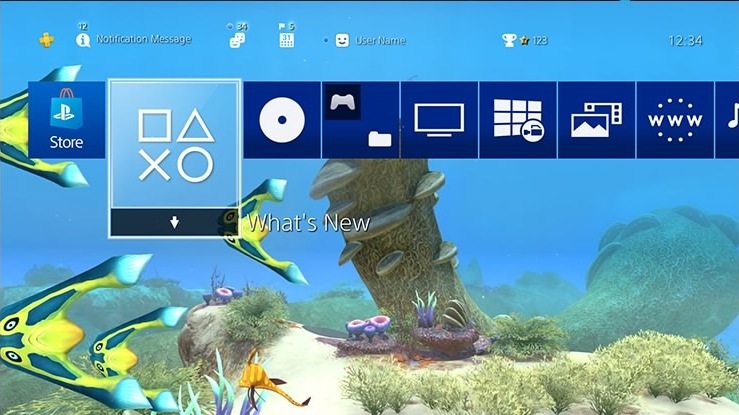 12
Notification Message
34
5
31
User Name
123
12:34
Store
What's New
www